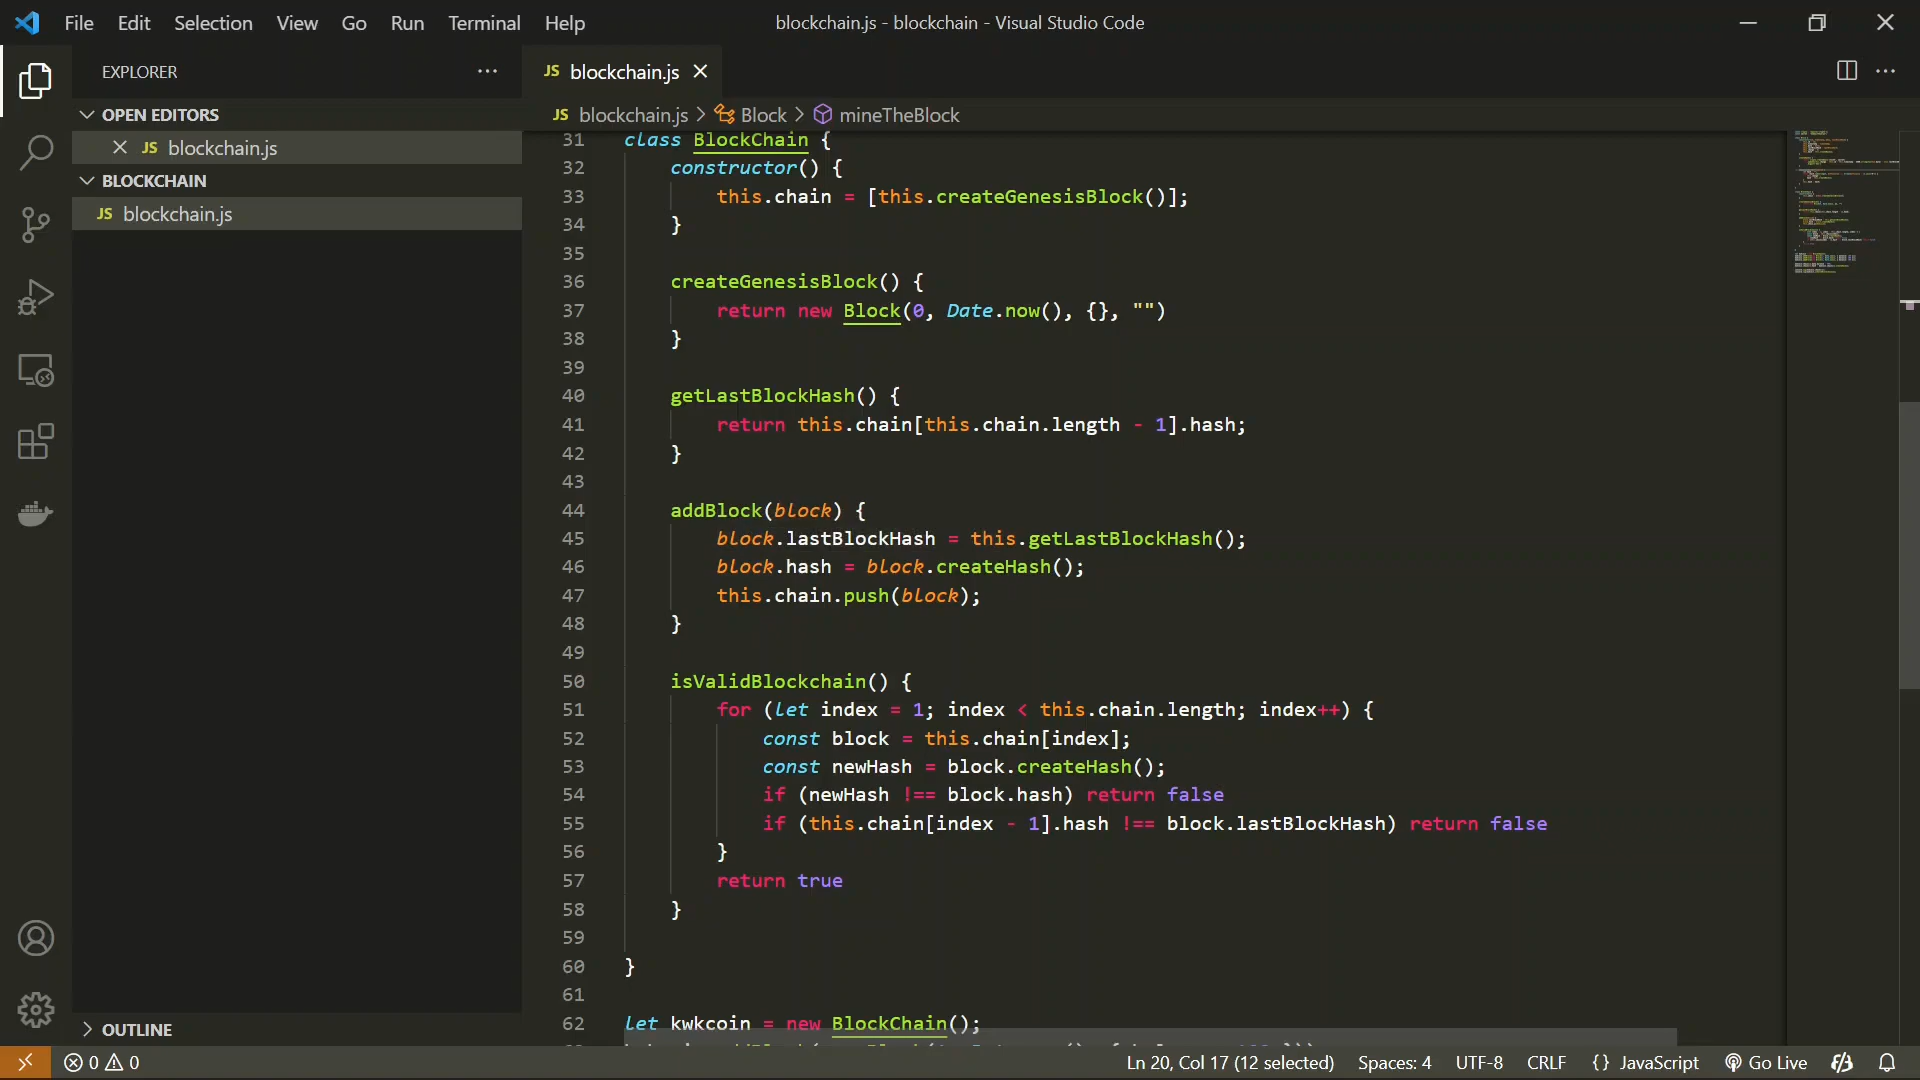 File Edit Selection View Go Run Terminal Help blockchain.js - blockchain - Visual Studio Code
EXPLORER
JS blockchain.js
OPEN EDITORS
JS blockchain.js
BLOCKCHAIN
JS blockchain.js
OUTLINE
JS blockchain.js > Block > mineTheBlock
31 class BlockChain {
32 constructor() {
33 this.chain = [this.createGenesisBlock()];
34 }
35
36 createGenesisBlock() {
37 return new Block(0, Date.now(), {}, "")
38 }
39
40 getLastBlockHash() {
41 return this.chain[this.chain.length - 1].hash;
42 }
43
44 addBlock(block) {
45 block.lastBlockHash = this.getLastBlockHash();
46 block.hash = block.createHash();
47 this.chain.push(block);
48 }
49
50 isValidBlockchain() {
51 for (let index = 1; index < this.chain.length; index++) {
52 const block = this.chain[index];
53 const newHash = block.createHash();
54 if (newHash !== block.hash) return false
55 if (this.chain[index - 1].hash !== block.lastBlockHash) return false
56 }
57 return true
58 }
59
60 }
61
62 let kwkcoin = new BlockChain();
0 0 Ln 20, Col 17 (12 selected) Spaces: 4 UTF-8 CRLF {} JavaScript Go Live